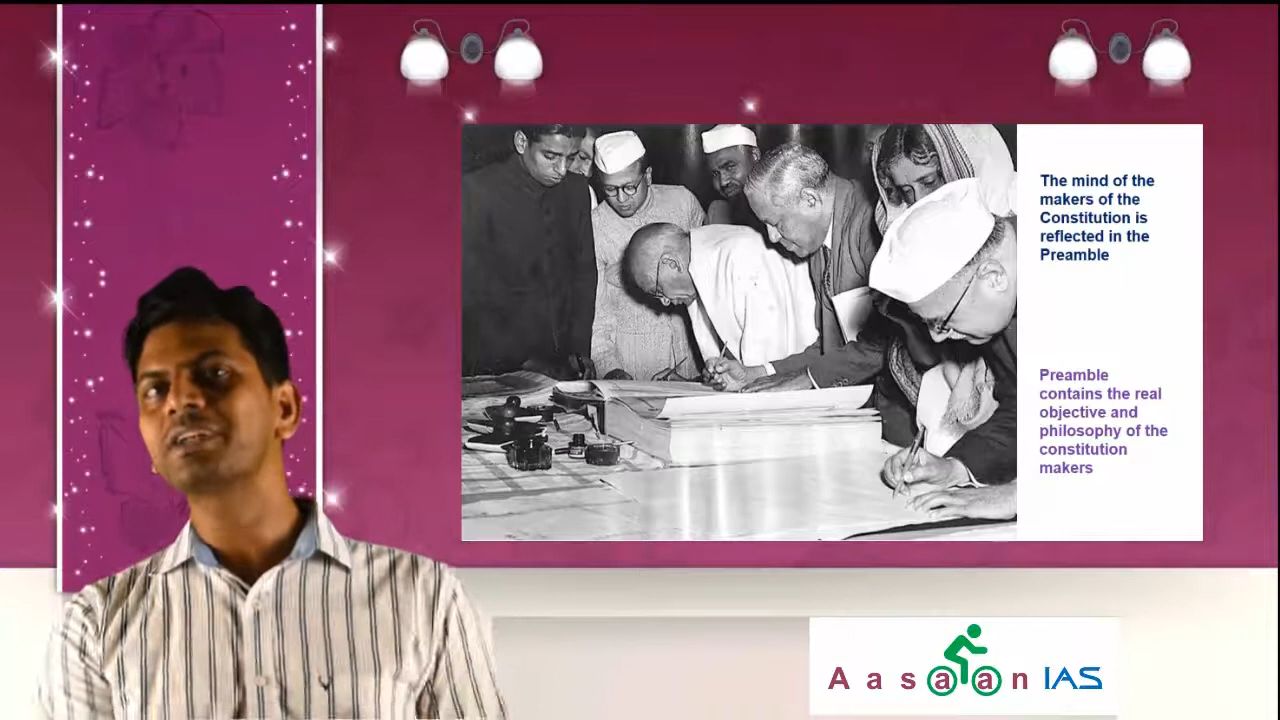 The mind of the
makers of the
Constitution is
reflected in the
Preamble
Preamble
contains the real
objective and
philosophy of the
constitution
makers
Aasaan IAS